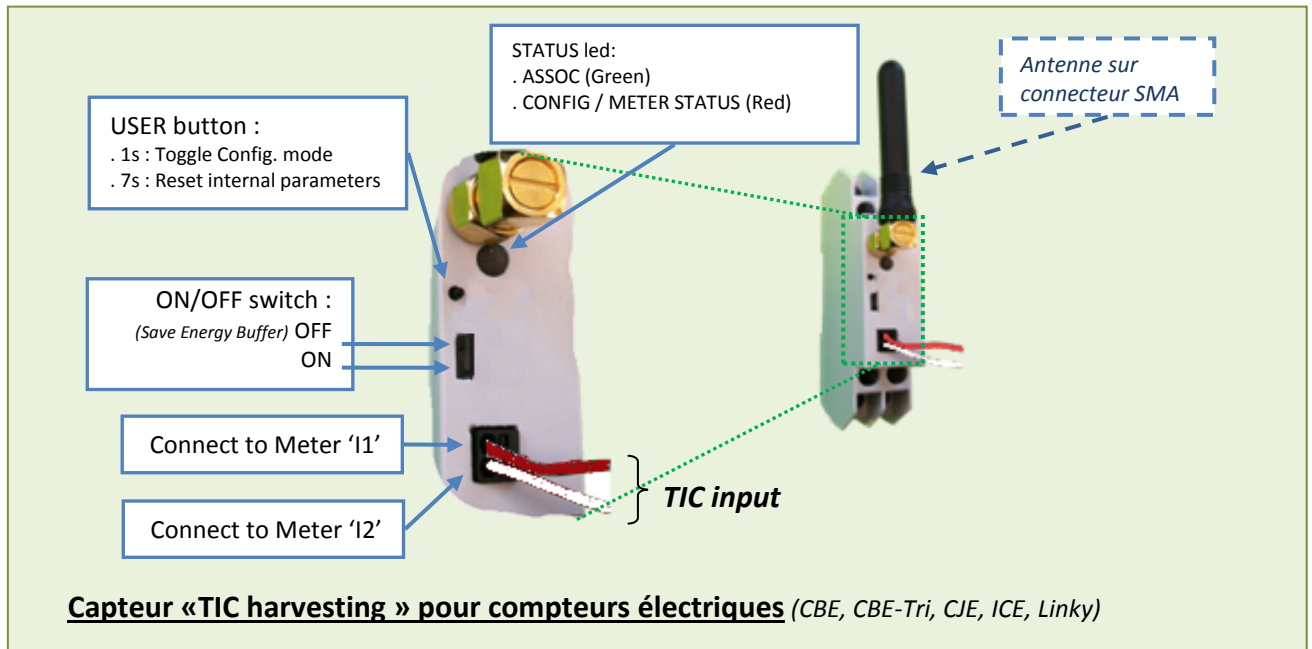 STATUS led:
. ASSOC (Green)
. CONFIG / METER STATUS (Red)
Antenne sur
connecteur SMA
USER button :
. 1s : Toggle Config. mode
. 7s : Reset internal parameters
ON/OFF switch :
(Save Energy Buffer) OFF
ON
Connect to Meter ‘I1’
Connect to Meter ‘I2’
TIC input
Capteur «TIC harvesting » pour compteurs électriques (CBE, CBE-Tri, CJE, ICE, Linky)